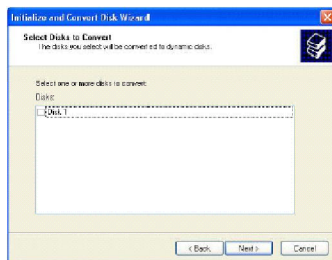 Initialize and Convert Disk Wizard
Select Disks to Convert
The disks you select will be converted to dynamic disks.
Select one or more disks to convert.
Disks:
Disk 1
< Back
Next >
Cancel